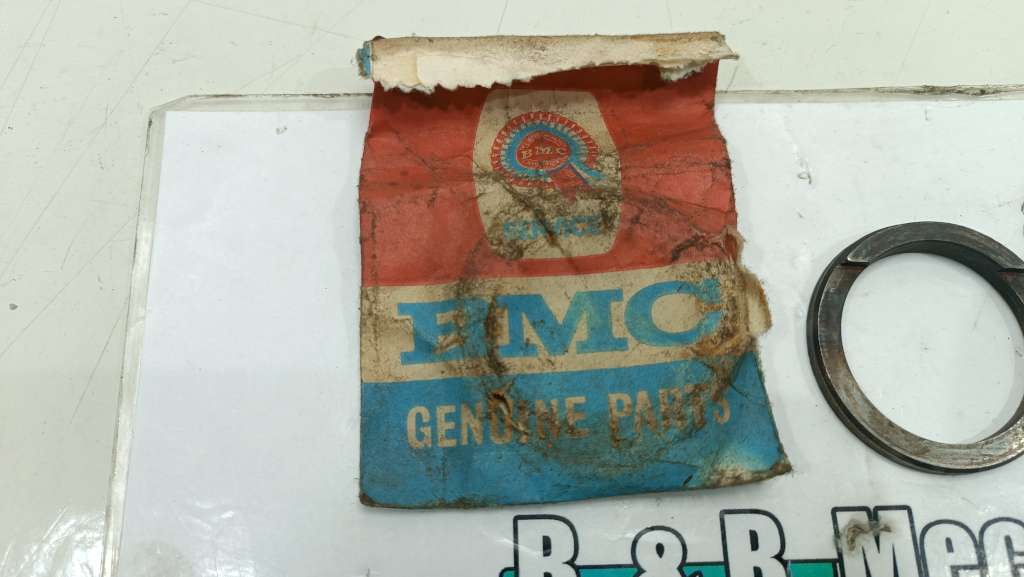 BMC
SERVICE
BMC
GENUINE PARTS
B & B Mec